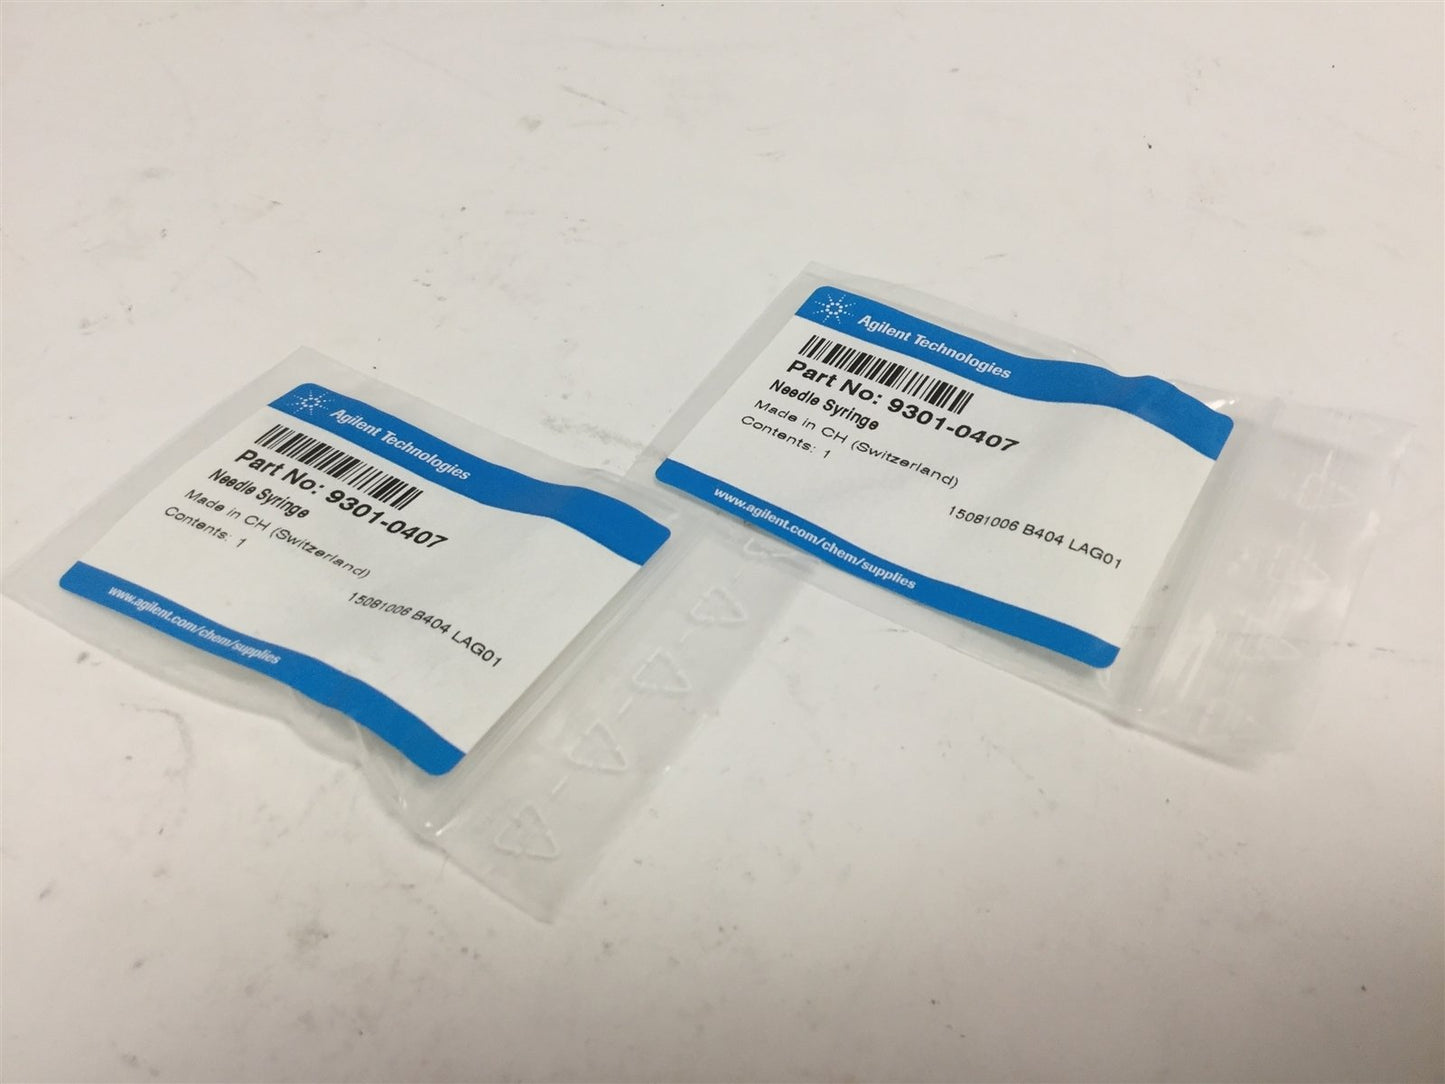 Agilent Technologies
Part No: 9301-0407
Needle Syringe
Made in CH (Switzerland)
Contents: 1
15081006 B404 LAG01
www.agilent.com/chem/supplies
Agilent Technologies
Part No: 9301-0407
Needle Syringe
Made in CH (Switzerland)
Contents: 1
15081006 B404 LAG01
www.agilent.com/chem/supplies